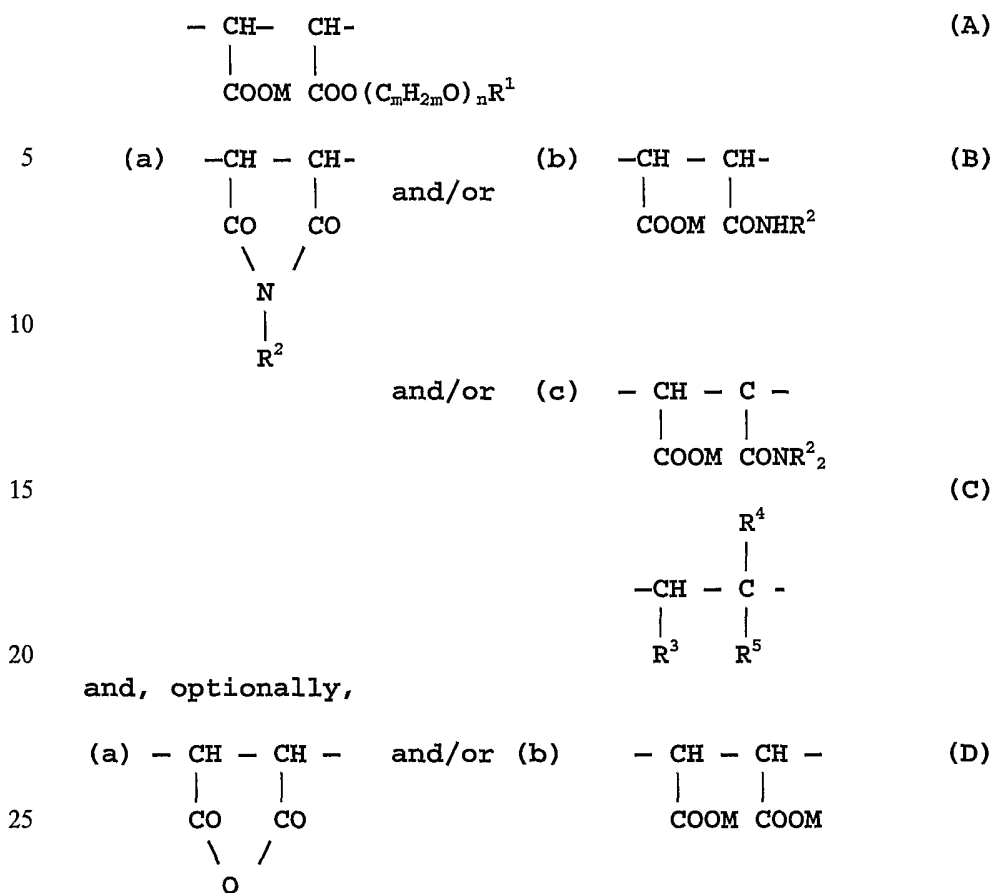 — CH— CH- (A)
| |
COOM COO(CₘH₂ₘO)ₙR¹
5 (a) —CH — CH- (b) —CH — CH- (B)
| | and/or | |
CO CO COOM CONHR²
\ /
N
10 |
R²
and/or (c) — CH — C —
| |
COOM CONR²₂
15 (C)
R⁴
|
—CH — C -
| |
20 R³ R⁵
and, optionally,
(a) — CH — CH — and/or (b) — CH — CH — (D)
| | | |
25 CO CO COOM COOM
\ /
O